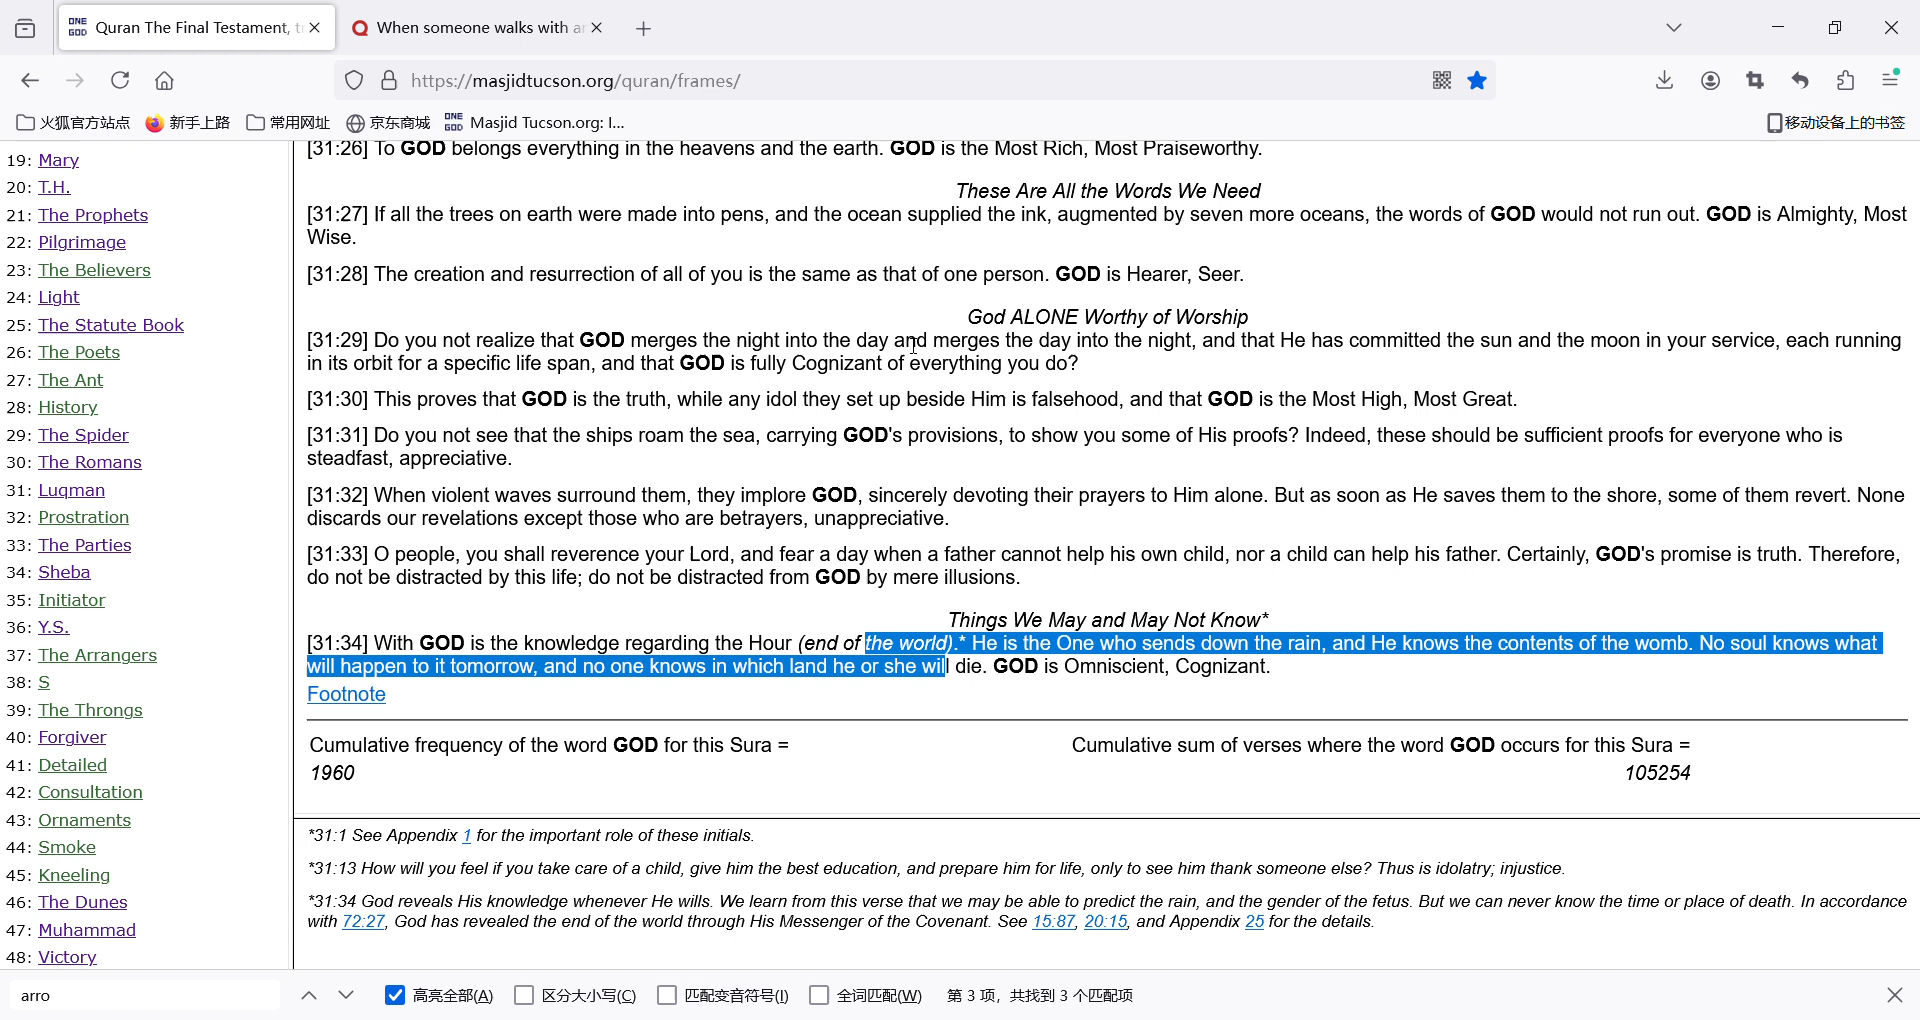 Quran The Final Testament, t
When someone walks with ar
https://masjidtucson.org/quran/frames/
火狐官方站点 新手上路 常用网址 京东商城 ONE GOD Masjid Tucson.org: I... 移动设备上的书签
19: Mary
20: T.H.
21: The Prophets
22: Pilgrimage
23: The Believers
24: Light
25: The Statute Book
26: The Poets
27: The Ant
28: History
29: The Spider
30: The Romans
31: Luqman
32: Prostration
33: The Parties
34: Sheba
35: Initiator
36: Y.S.
37: The Arrangers
38: S
39: The Throngs
40: Forgiver
41: Detailed
42: Consultation
43: Ornaments
44: Smoke
45: Kneeling
46: The Dunes
47: Muhammad
48: Victory
[31:26] To GOD belongs everything in the heavens and the earth. GOD is the Most Rich, Most Praiseworthy.
These Are All the Words We Need
[31:27] If all the trees on earth were made into pens, and the ocean supplied the ink, augmented by seven more oceans, the words of GOD would not run out. GOD is Almighty, Most
Wise.
[31:28] The creation and resurrection of all of you is the same as that of one person. GOD is Hearer, Seer.
God ALONE Worthy of Worship
[31:29] Do you not realize that GOD merges the night into the day and merges the day into the night, and that He has committed the sun and the moon in your service, each running
in its orbit for a specific life span, and that GOD is fully Cognizant of everything you do?
[31:30] This proves that GOD is the truth, while any idol they set up beside Him is falsehood, and that GOD is the Most High, Most Great.
[31:31] Do you not see that the ships roam the sea, carrying GOD's provisions, to show you some of His proofs? Indeed, these should be sufficient proofs for everyone who is
steadfast, appreciative.
[31:32] When violent waves surround them, they implore GOD, sincerely devoting their prayers to Him alone. But as soon as He saves them to the shore, some of them revert. None
discards our revelations except those who are betrayers, unappreciative.
[31:33] O people, you shall reverence your Lord, and fear a day when a father cannot help his own child, nor a child can help his father. Certainly, GOD's promise is truth. Therefore,
do not be distracted by this life; do not be distracted from GOD by mere illusions.
Things We May and May Not Know*
[31:34] With GOD is the knowledge regarding the Hour (end of the world).* He is the One who sends down the rain, and He knows the contents of the womb. No soul knows what
will happen to it tomorrow, and no one knows in which land he or she will die. GOD is Omniscient, Cognizant.
Footnote
Cumulative frequency of the word GOD for this Sura = Cumulative sum of verses where the word GOD occurs for this Sura =
1960 105254
*31:1 See Appendix 1 for the important role of these initials.
*31:13 How will you feel if you take care of a child, give him the best education, and prepare him for life, only to see him thank someone else? Thus is idolatry; injustice.
*31:34 God reveals His knowledge whenever He wills. We learn from this verse that we may be able to predict the rain, and the gender of the fetus. But we can never know the time or place of death. In accordance
with 72:27, God has revealed the end of the world through His Messenger of the Covenant. See 15:87, 20:15, and Appendix 25 for the details.
arro 高亮全部(A) 区分大小写(C) 匹配变音符号(I) 全词匹配(W) 第 3 项，共找到 3 个匹配项